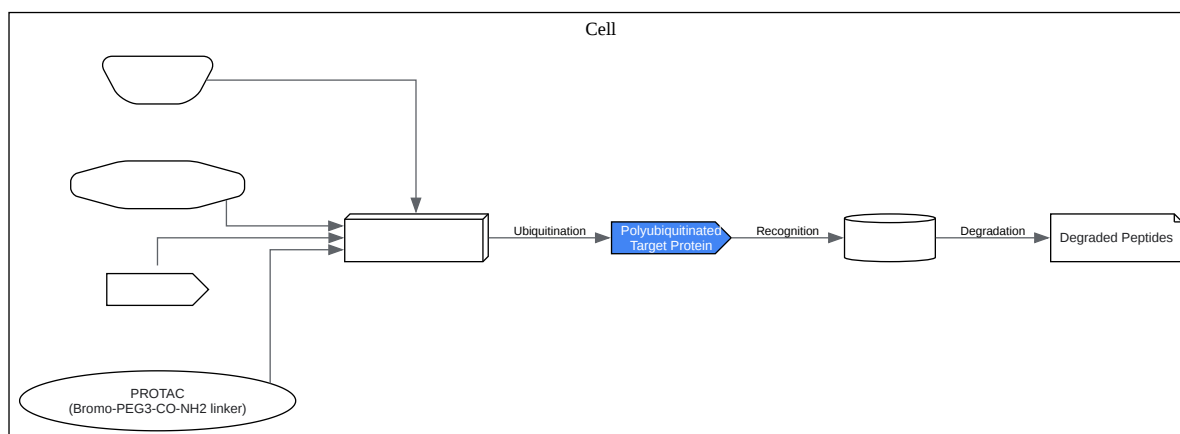 Cell
Ubiquitination
Polyubiquitinated
Target Protein
Recognition
Degradation
Degraded Peptides
PROTAC
(Bromo-PEG3-CO-NH2 linker)